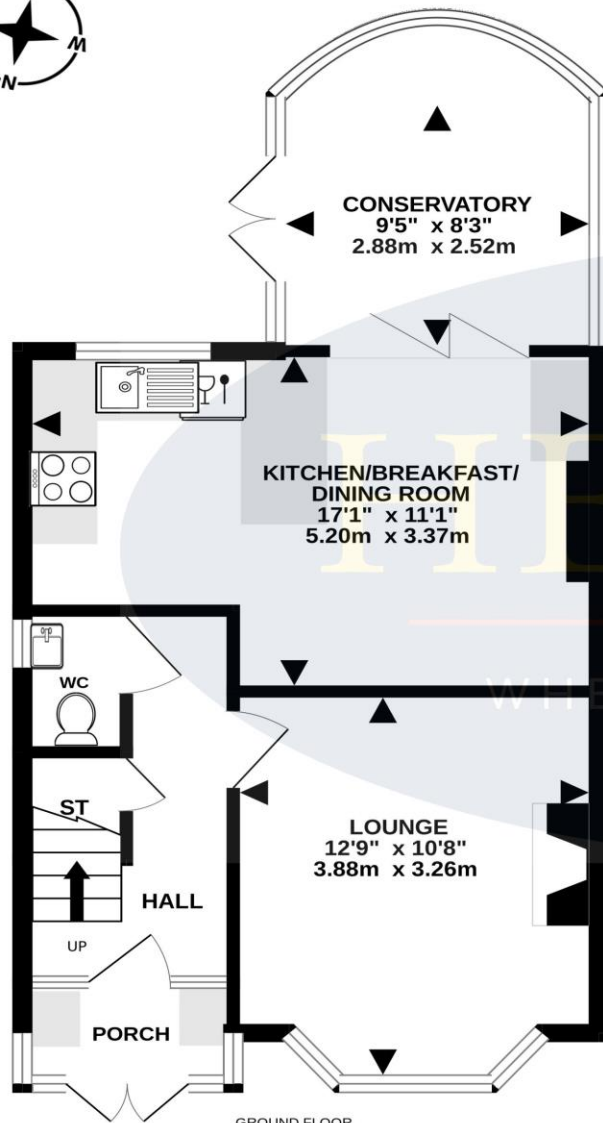 W
N
CONSERVATORY
9'5" x 8'3"
2.88m x 2.52m
KITCHEN/BREAKFAST/
DINING ROOM
17'1" x 11'1"
5.20m x 3.37m
WC
ST
LOUNGE
12'9" x 10'8"
3.88m x 3.26m
HALL
UP
PORCH
GROUND FLOOR